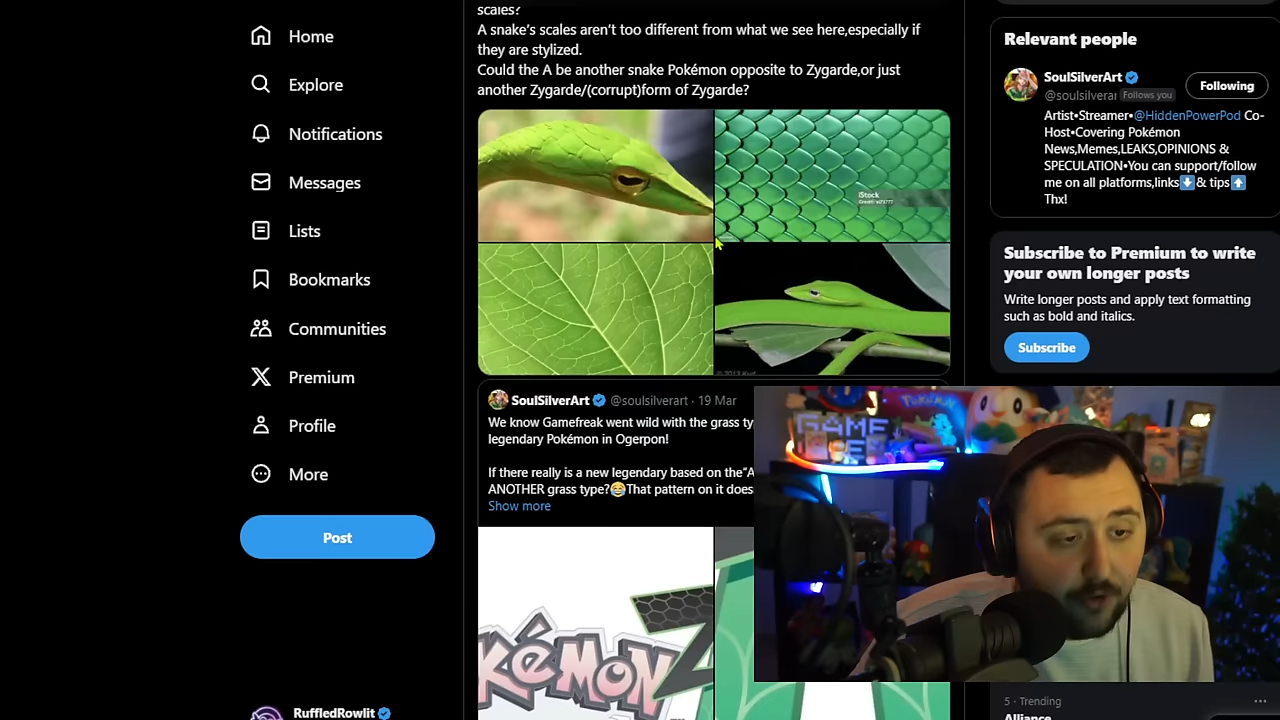 Home
Explore
Notifications
Messages
Lists
Bookmarks
Communities
Premium
Profile
More
Post
RuffledRowlit
scales?
A snake's scales aren't too different from what we see here,especially if
they are stylized.
Could the A be another snake Pokémon opposite to Zygarde,or just
another Zygarde/(corrupt)form of Zygarde?
iStock
SoulSilverArt @soulsilverart · 19 Mar
We know Gamefreak went wild with the grass ty
legendary Pokémon in Ogerpon!
If there really is a new legendary based on the"A
ANOTHER grass type?😂That pattern on it does
Show more
POKéMON
TM
Relevant people
SoulSilverArt
@soulsilverar Follows you
Following
Artist•Streamer•@HiddenPowerPod Co-
Host•Covering Pokémon
News,Memes,LEAKS,OPINIONS &
SPECULATION•You can support/follow
me on all platforms,links⬇️& tips⬆️
Thx!
Subscribe to Premium to write
your own longer posts
Write longer posts and apply text formatting
such as bold and italics.
Subscribe
GAME
5 · Trending
Alliance